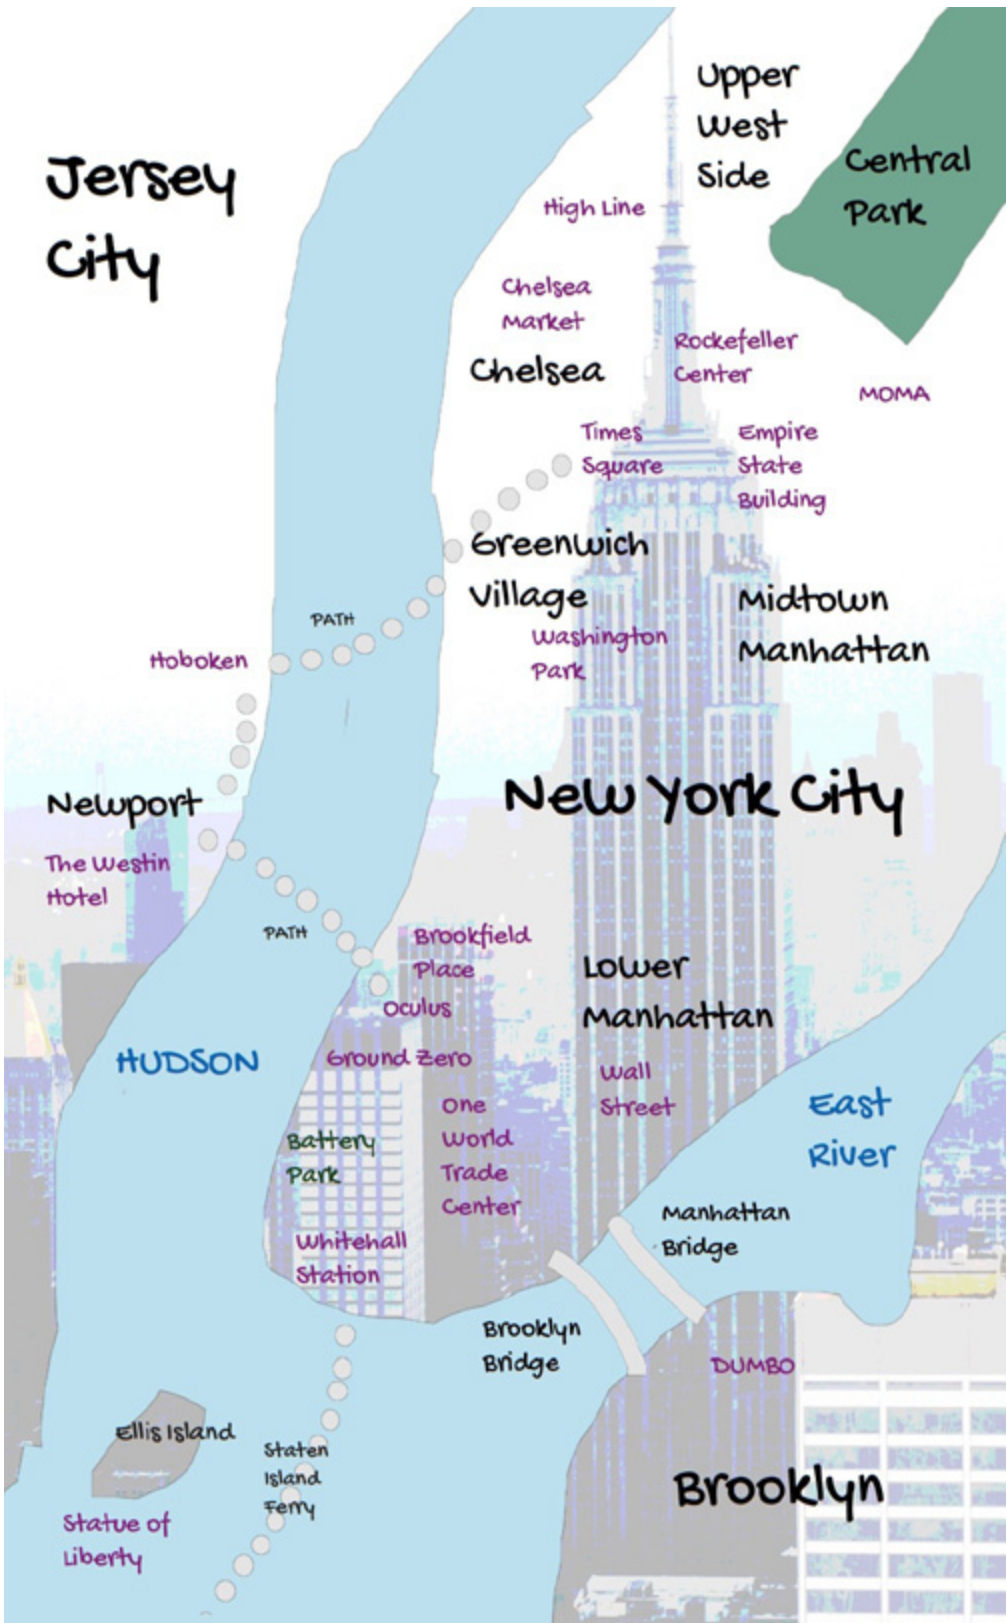 Upper
West
Side
Central
Park
Jersey
City
High Line
Chelsea
Market
Chelsea
Rockefeller
Center
MOMA
Times
Square
Empire
State
Building
Greenwich
Village
Washington
Park
Midtown
Manhattan
PATH
Hoboken
New York City
Newport
The Westin
Hotel
PATH
Brookfield
Place
Oculus
Lower
Manhattan
HUDSON
Ground Zero
Wall
Street
One
World
Trade
Center
East
River
Battery
Park
Whitehall
Station
Manhattan
Bridge
Brooklyn
Bridge
DUMBO
Ellis Island
Staten
Island
Ferry
Brooklyn
Statue of
Liberty